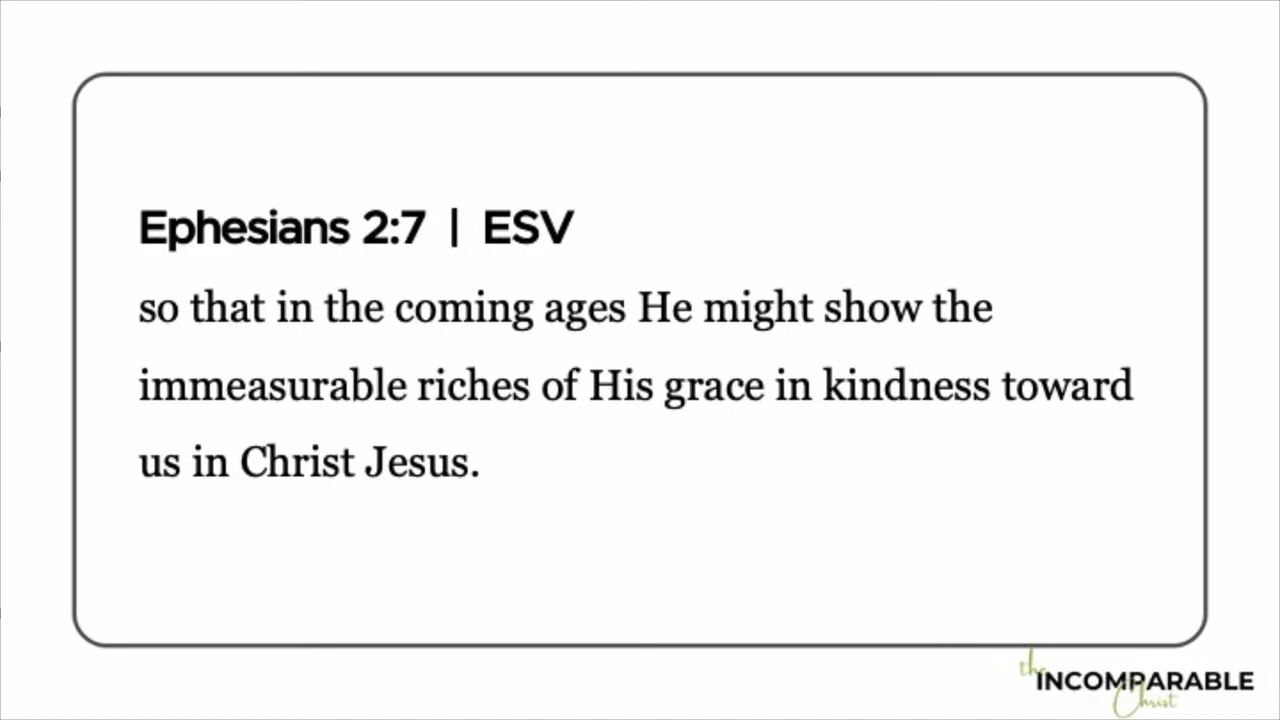 Ephesians 2:7 | ESV
so that in the coming ages He might show the
immeasurable riches of His grace in kindness toward
us in Christ Jesus.
the
INCOMPARABLE
Christ